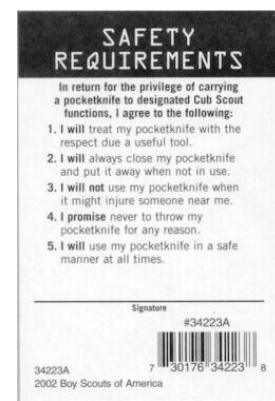 SAFETY
REQUIREMENTS
In return for the privilege of carrying
a pocketknife to designated Cub Scout
functions, I agree to the following:
1. I will treat my pocketknife with the
respect due a useful tool.
2. I will always close my pocketknife
and put it away when not in use.
3. I will not use my pocketknife when
it might injure someone near me.
4. I promise never to throw my
pocketknife for any reason.
5. I will use my pocketknife in a safe
manner at all times.
Signature
#34223A
34223A
7 30176 34223 8
2002 Boy Scouts of America